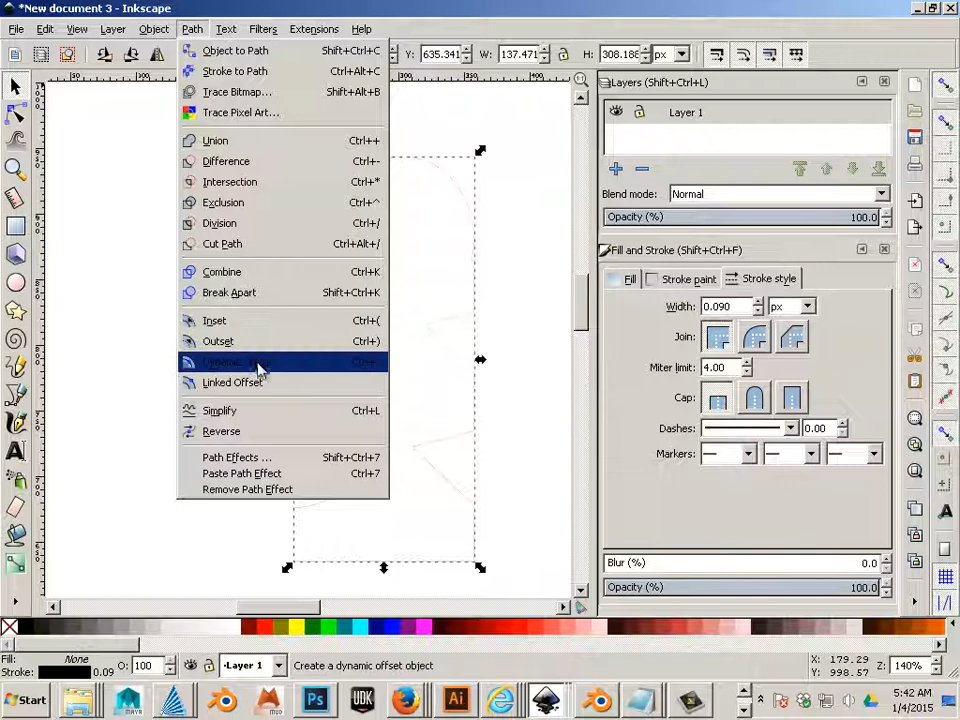 *New document 3 - Inkscape
File Edit View Layer Object Path Text Filters Extensions Help
Object to Path Shift+Ctrl+C
Stroke to Path Ctrl+Alt+C
Trace Bitmap... Shift+Alt+B
Trace Pixel Art...
Union Ctrl++
Difference Ctrl+-
Intersection Ctrl+*
Exclusion Ctrl+^
Division Ctrl+/
Cut Path Ctrl+Alt+/
Combine Ctrl+K
Break Apart Shift+Ctrl+K
Inset Ctrl+(
Outset Ctrl+)
Dynamic
Linked Offset
Simplify Ctrl+L
Reverse
Path Effects ... Shift+Ctrl+7
Paste Path Effect Ctrl+7
Remove Path Effect
Y: 635.341 W: 137.471 H: 308.188 px
Layers (Shift+Ctrl+L)
Layer 1
Blend mode: Normal
Opacity (%) 100.0
Fill and Stroke (Shift+Ctrl+F)
Fill Stroke paint Stroke style
Width: 0.090 px
Join:
Miter limit: 4.00
Cap:
Dashes: 0.00
Markers:
Blur (%) 0.0
Opacity (%) 100.0
Fill: None
Stroke: 0.09
O: 100
Layer 1
Create a dynamic offset object
X: 179.29
Y: 998.57
Z: 140%
Start
Ps
UDK
Ai
5:42 AM
1/4/2015